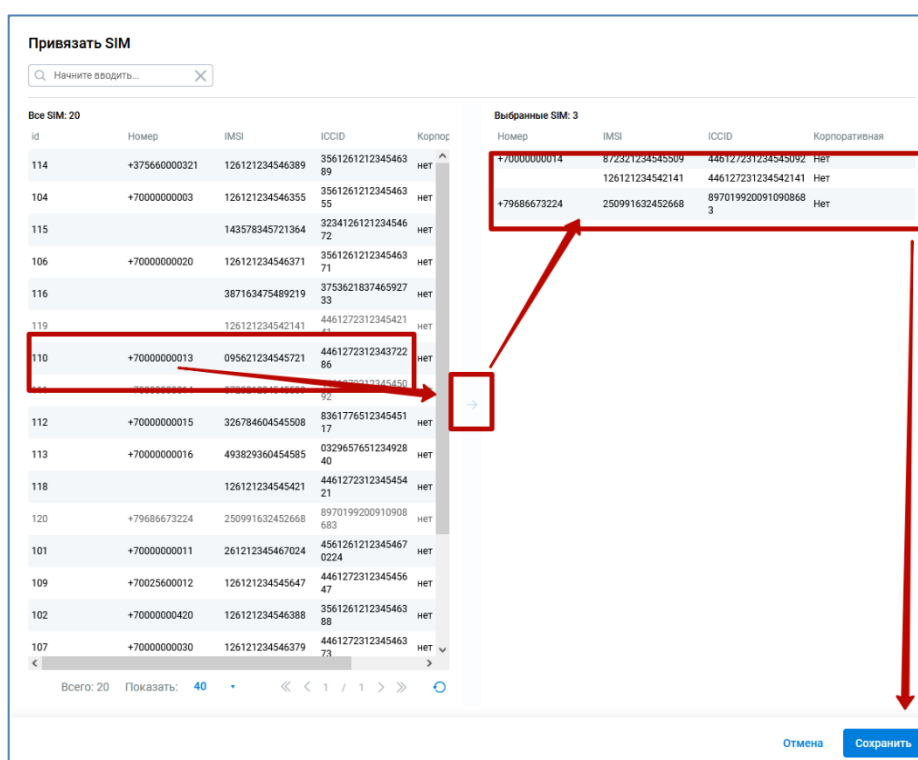 Привязать SIM
Начните вводить...
Все SIM: 20
id Номер IMSI ICCID Корпор
114 +375660000321 126121234546389 3561261212345463 нет
89
104 +70000000003 126121234546355 3561261212345463 нет
55
115 143578345721364 3234126121234546 нет
72
106 +70000000020 126121234546371 3561261212345463 нет
71
116 387163475489219 3753621837465927 нет
33
119 126121234542141 4461272312345421 нет
110 +70000000013 095621234545721 4461272312343722 нет
86
92
112 +70000000015 326784604545508 8361776512345451 нет
17
113 +70000000016 493829360454585 0329657651234928 нет
40
118 126121234545421 4461272312345454 нет
21
120 +79686673224 250991632452668 8970199200910908 нет
683
101 +70000000011 261212345467024 4561261212345467 нет
0224
109 +70025600012 126121234545647 4461272312345456 нет
47
102 +70000000420 126121234546388 3561261212345463 нет
88
107 +70000000030 126121234546379 4461272312345463 нет
73
Всего: 20 Показать: 40 1 / 1
Выбранные SIM: 3
Номер IMSI ICCID Корпоративная
+70000000014 872321234545509 446127231234545092 Нет
126121234542141 446127231234542141 Нет
+79686673224 250991632452668 897019920091090868 Нет
3
Отмена Сохранить